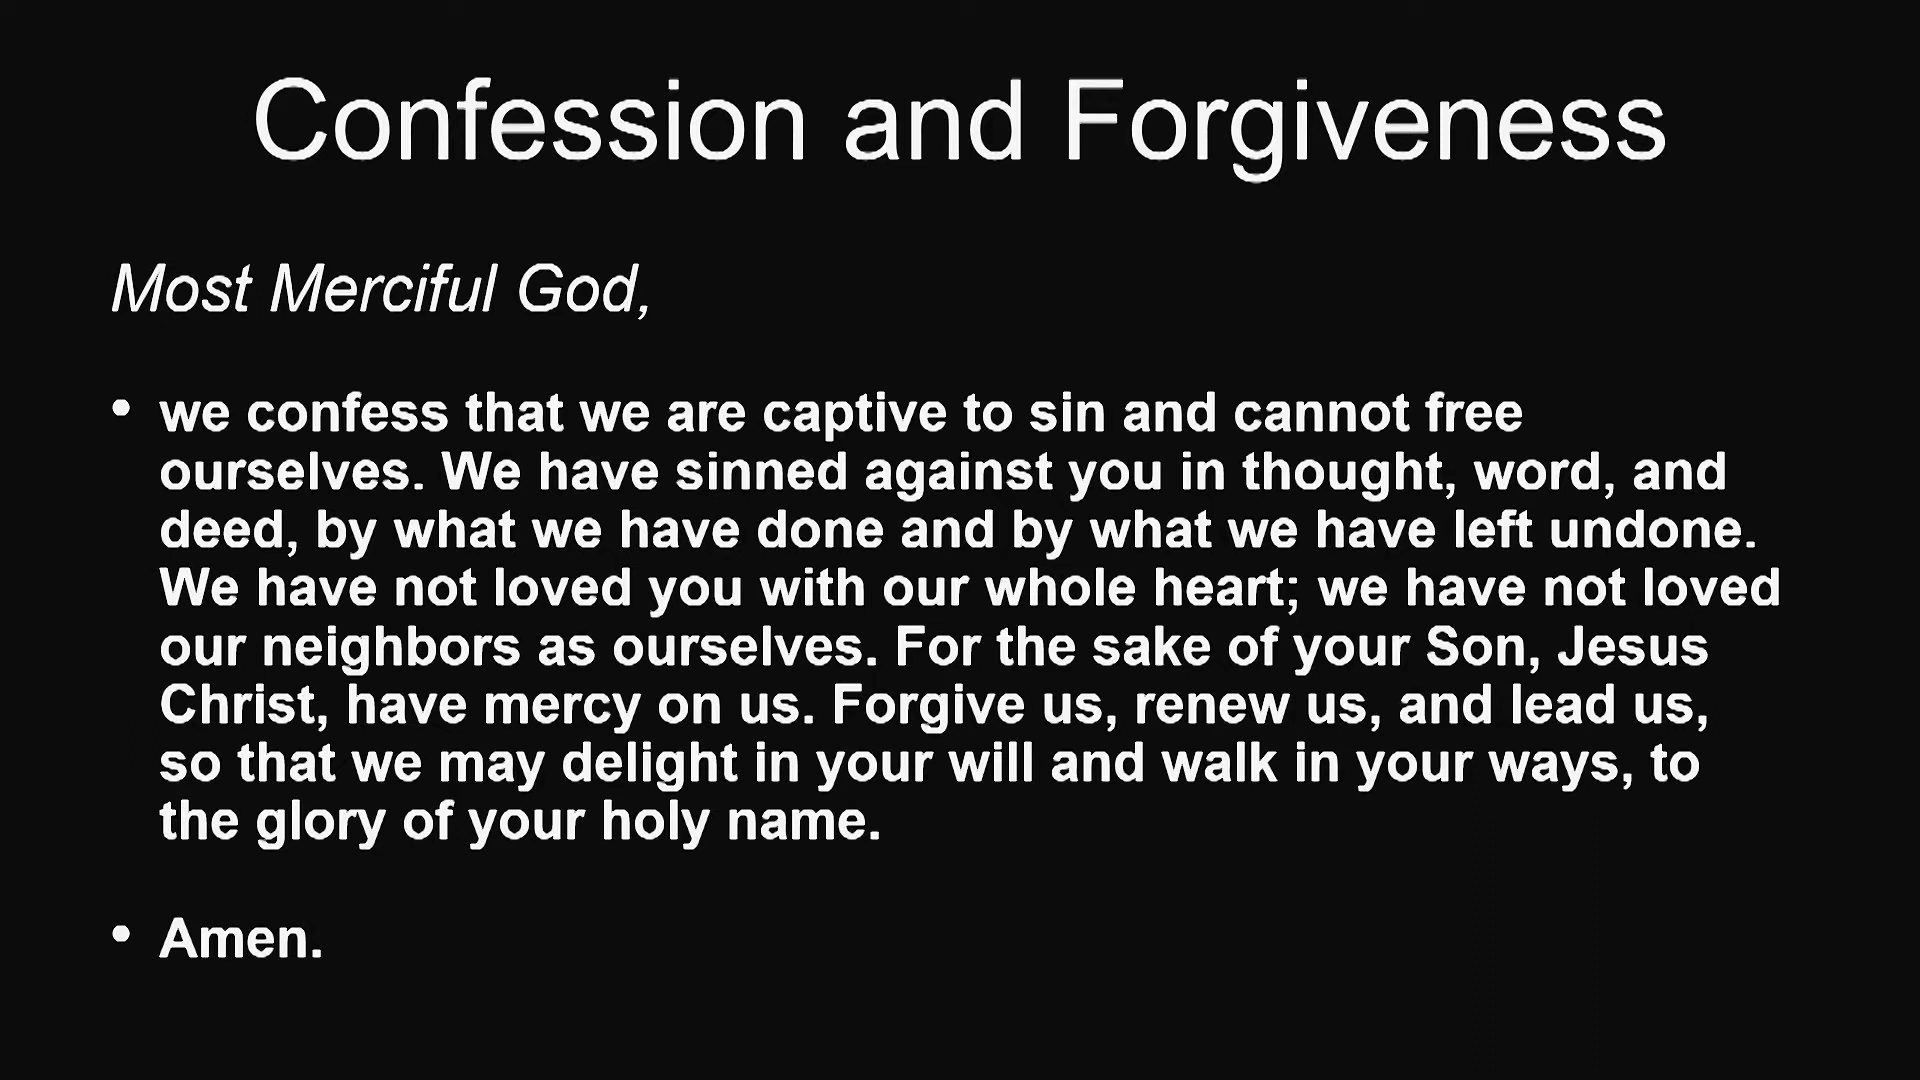 Confession and Forgiveness
Most Merciful God,
• we confess that we are captive to sin and cannot free
ourselves. We have sinned against you in thought, word, and
deed, by what we have done and by what we have left undone.
We have not loved you with our whole heart; we have not loved
our neighbors as ourselves. For the sake of your Son, Jesus
Christ, have mercy on us. Forgive us, renew us, and lead us,
so that we may delight in your will and walk in your ways, to
the glory of your holy name.
• Amen.